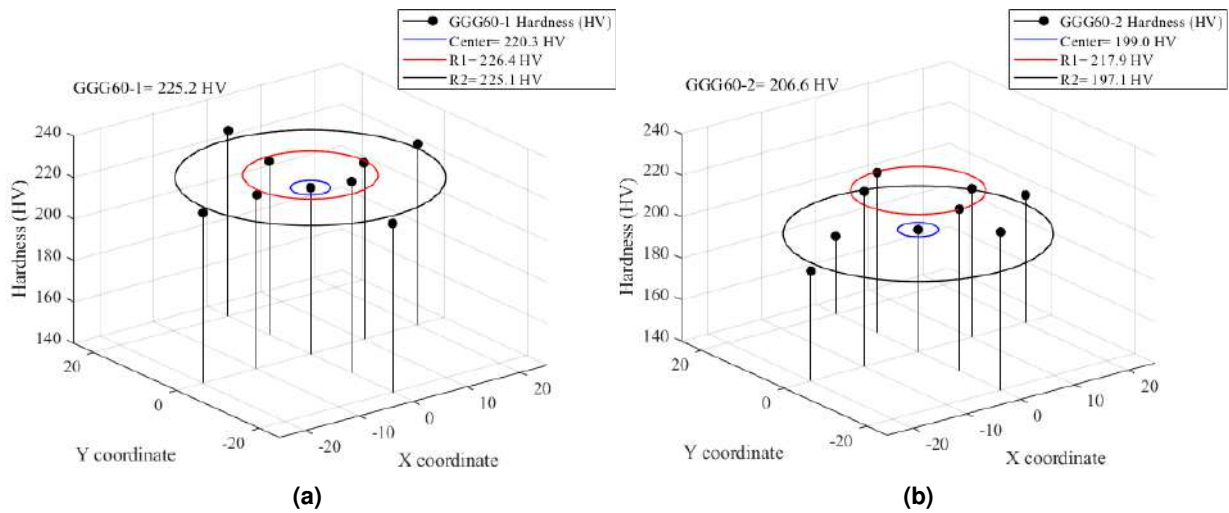 (a)
GGG60-1 Hardness (HV)
Center= 220.3 HV
R1= 226.4 HV
R2= 225.1 HV
GGG60-1= 225.2 HV
240
220
200
180
160
140
Hardness (HV)
20
0
-20
Y coordinate
-20
-10
0
10
20
X coordinate
(a)
(b)
GGG60-2 Hardness (HV)
Center= 199.0 HV
R1= 217.9 HV
R2= 197.1 HV
GGG60-2= 206.6 HV
240
220
200
180
160
140
Hardness (HV)
20
0
-20
Y coordinate
-20
-10
0
10
20
X coordinate
(b)